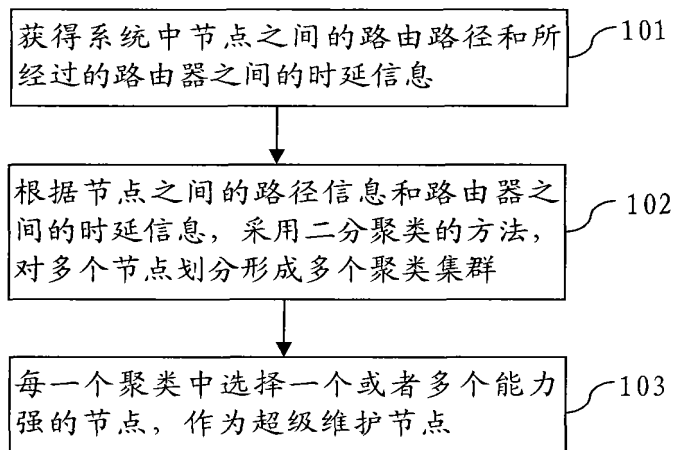 获得系统中节点之间的路由路径和所
经过的路由器之间的时延信息
101
根据节点之间的路径信息和路由器之
间的时延信息，采用二分聚类的方法，
对多个节点划分形成多个聚类集群
102
每一个聚类中选择一个或者多个能力
强的节点，作为超级维护节点
103